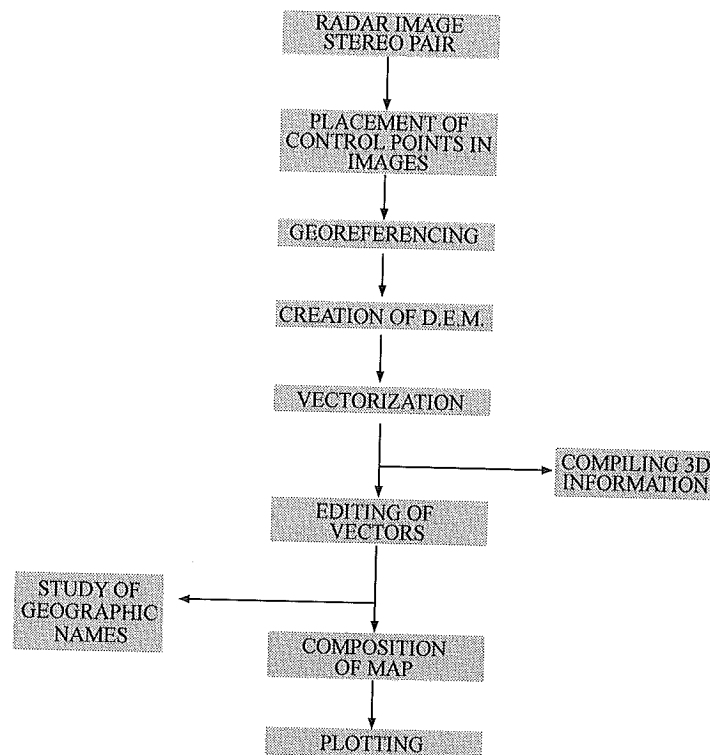 RADAR IMAGE
STEREO PAIR
PLACEMENT OF
CONTROL POINTS IN
IMAGES
GEOREFERENCING
CREATION OF D.E.M.
VECTORIZATION
COMPILING 3D
INFORMATION
EDITING OF
VECTORS
STUDY OF
GEOGRAPHIC
NAMES
COMPOSITION
OF MAP
PLOTTING